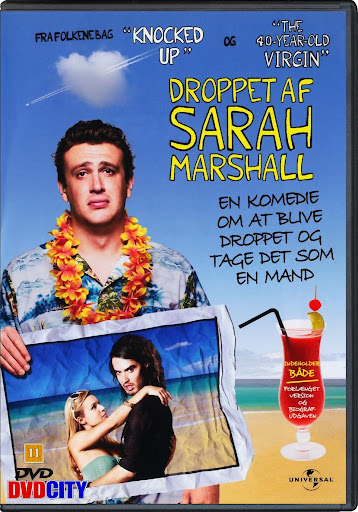 FRA FOLKENE BAG "KNOCKED UP" OG "THE 40-YEAR-OLD VIRGIN"
DROPPET AF
SARAH
MARSHALL
EN KOMEDIE
OM AT BLIVE
DROPPET OG
TAGE DET SOM
EN MAND
INDEHOLDER
BÅDE
FORLÆNGET
VERSION
OG
BIOGRAF-
UDGAVEN
11
DVD
DVDCITY
UNIVERSAL